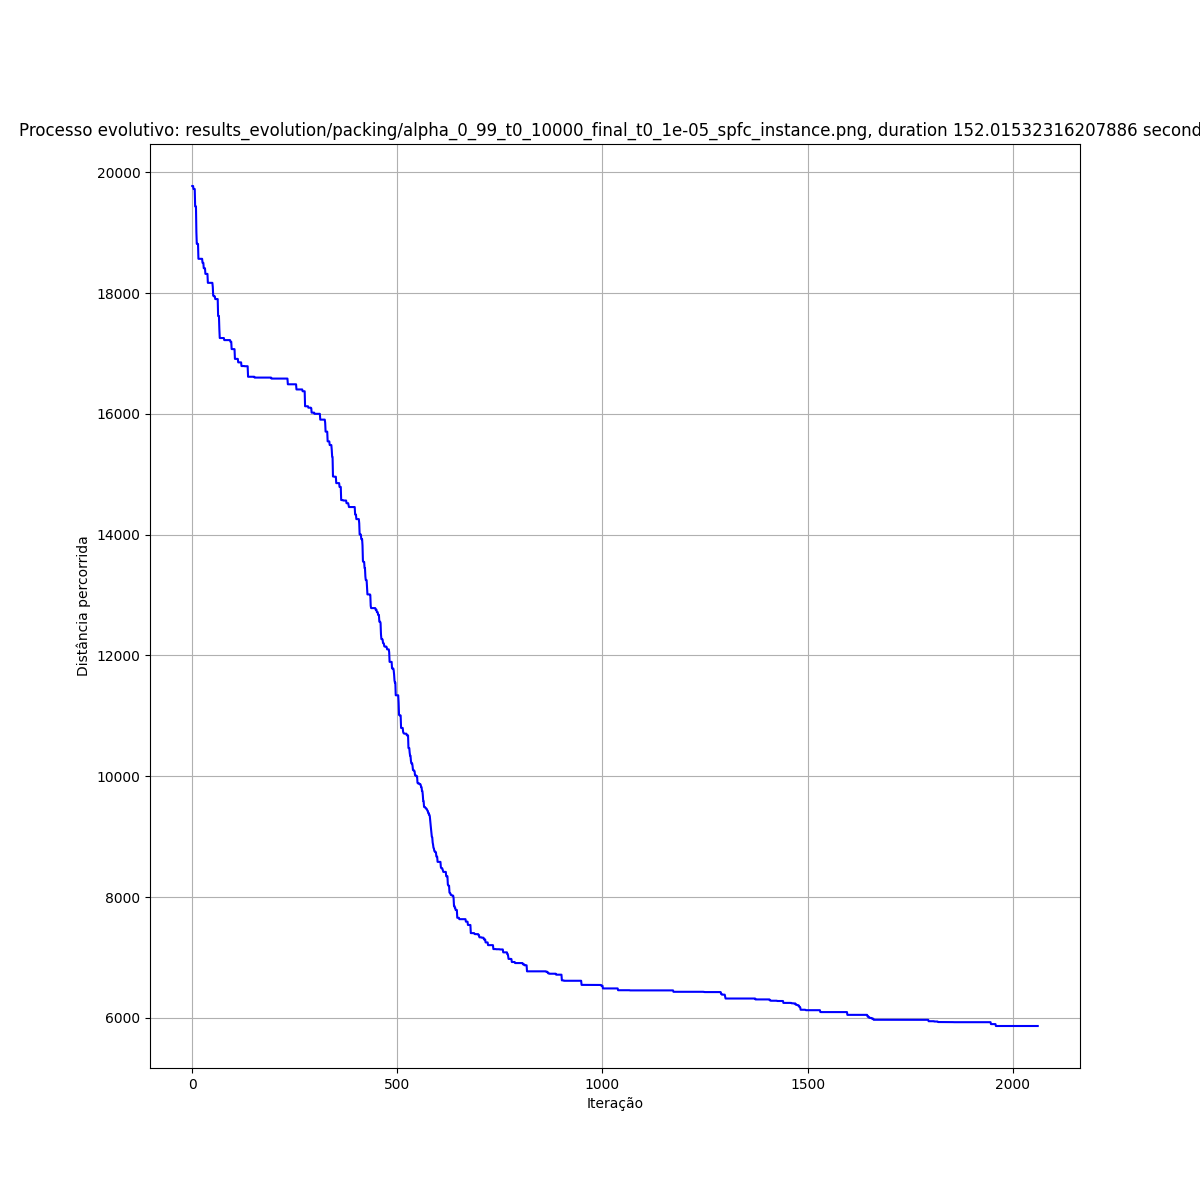 Processo evolutivo: results_evolution/packing/alpha_0_99_t0_10000_final_t0_1e-05_spfc_instance.png, duration 152.01532316207886 second
20000
18000
16000
14000
12000
10000
8000
6000
Distância percorrida
0 500 1000 1500 2000
Iteração